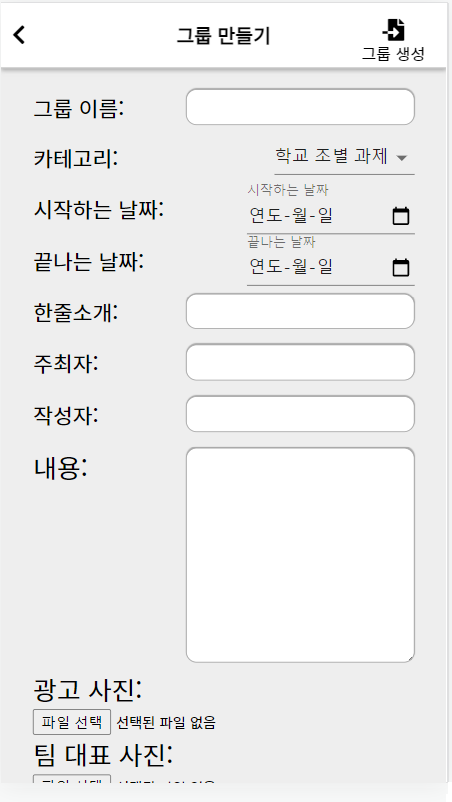 그룹 만들기
그룹 생성
그룹 이름:
카테고리: 학교 조별 과제
시작하는 날짜
시작하는 날짜: 연도-월-일
끝나는 날짜
끝나는 날짜: 연도-월-일
한줄소개:
주최자:
작성자:
내용:
광고 사진:
파일 선택 선택된 파일 없음
팀 대표 사진: